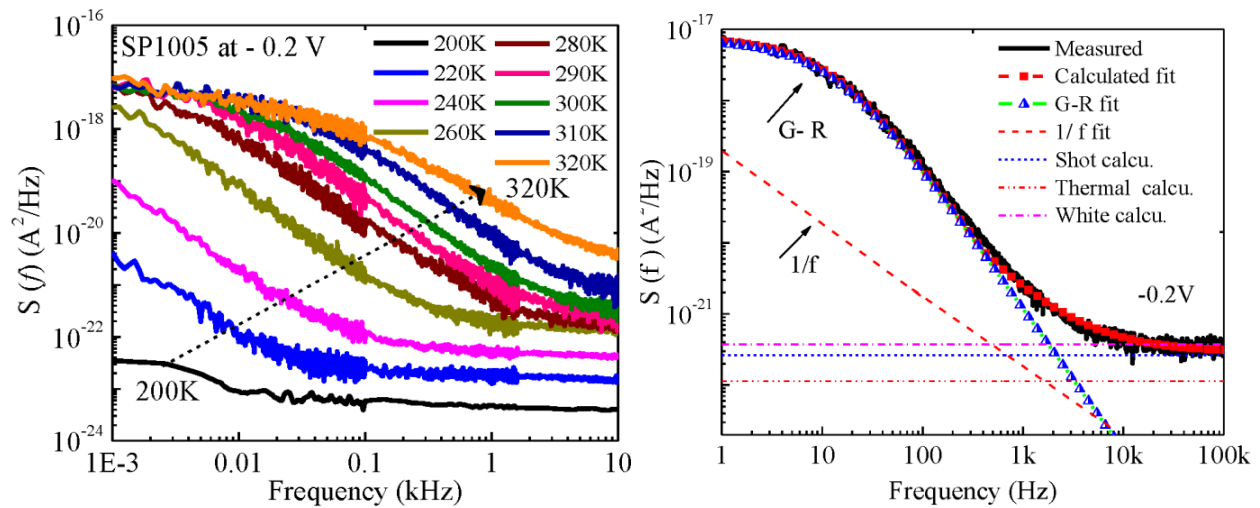 SP1005 at - 0.2 V
200K
220K
240K
260K
280K
290K
300K
310K
320K
320K
200K
10^-16
10^-18
10^-20
10^-22
10^-24
S (f) (A^2/Hz)
1E-3 0.01 0.1 1 10
Frequency (kHz)
Measured
Calculated fit
G-R fit
1/ f fit
Shot calcu.
Thermal calcu.
White calcu.
G- R
1/f
-0.2V
10^-17
10^-19
10^-21
S (f) (A^2/Hz)
1 10 100 1k 10k 100k
Frequency (Hz)